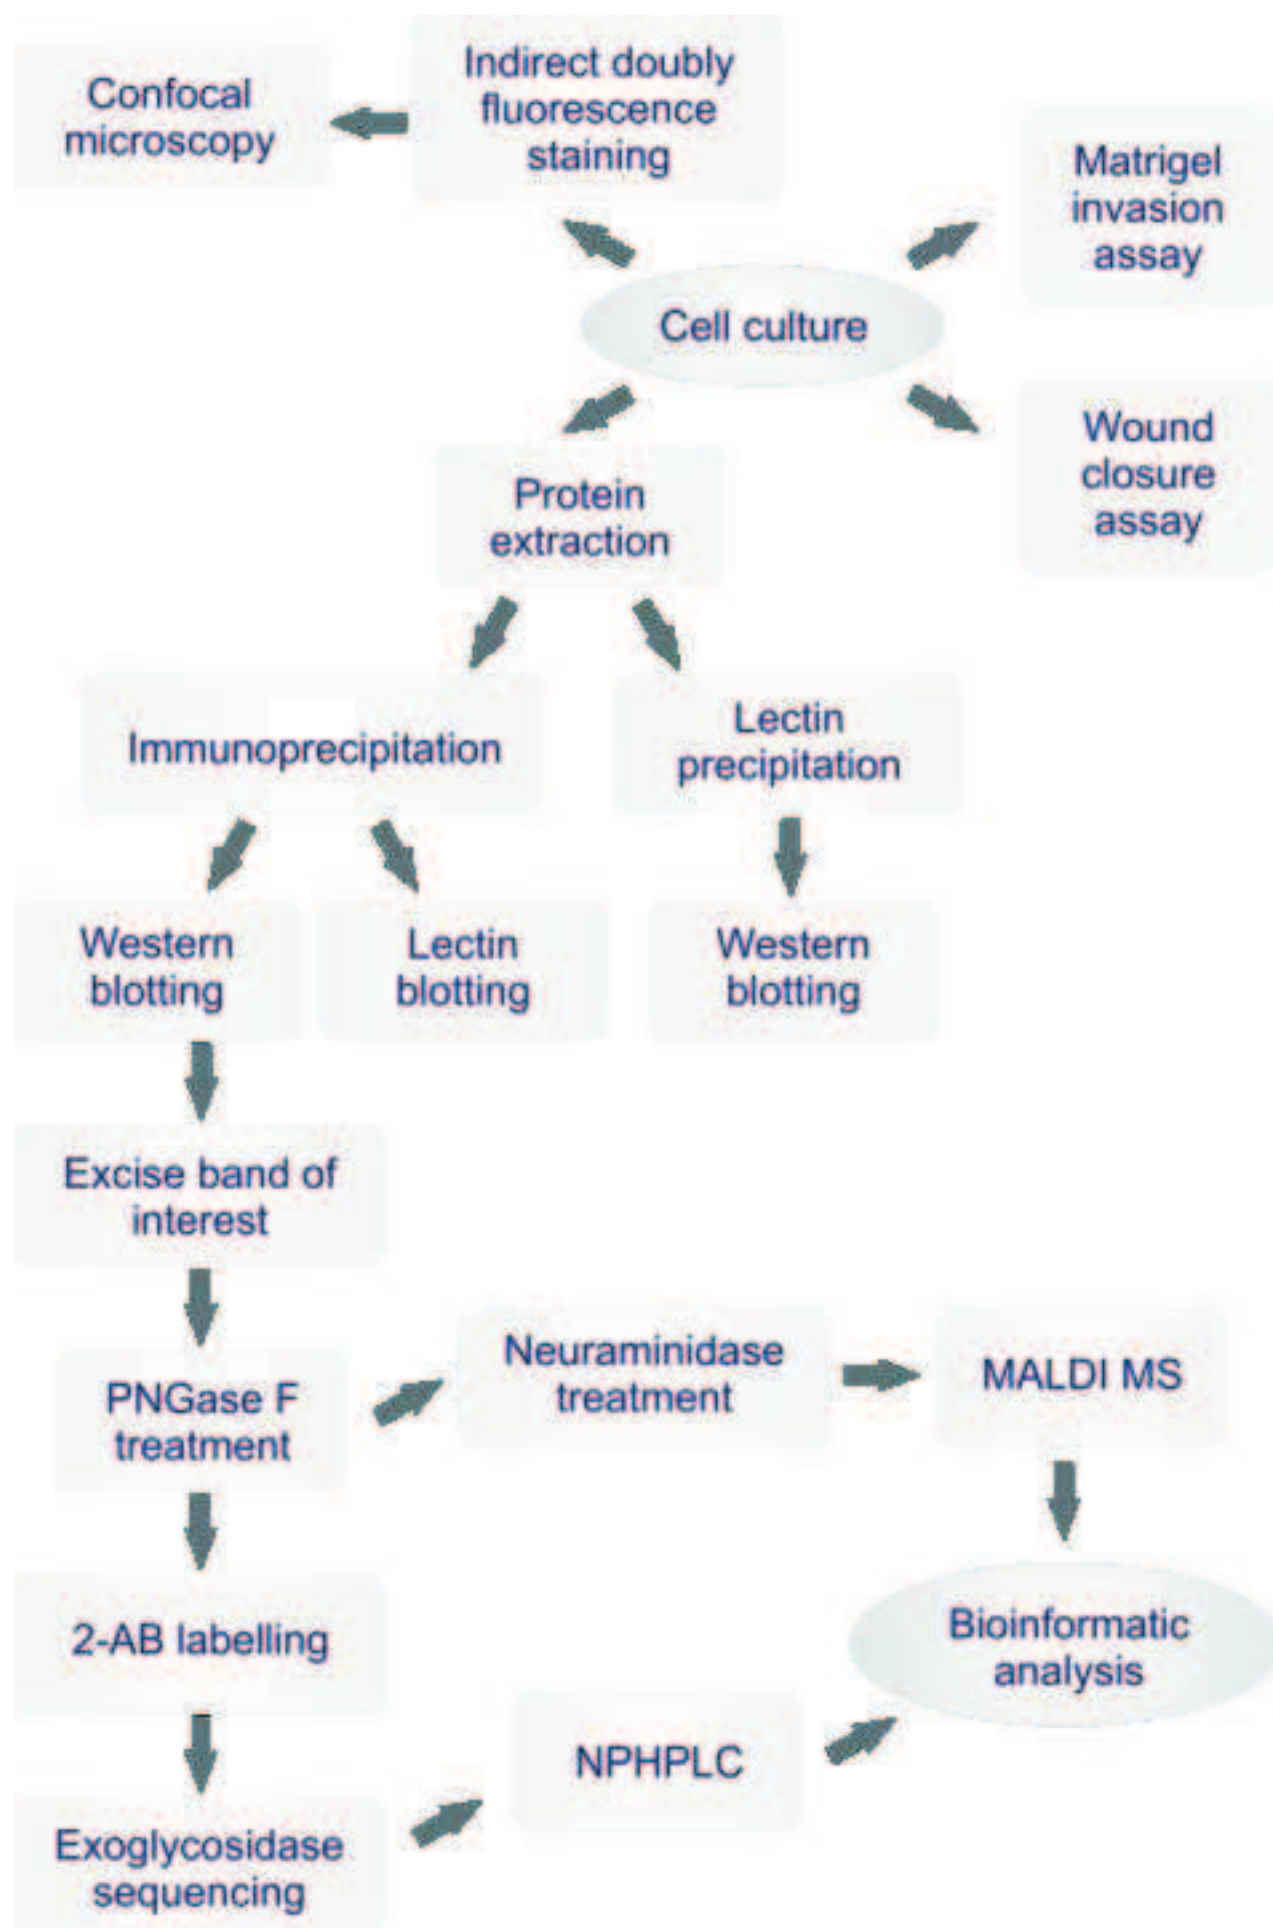 Confocal
microscopy
Indirect doubly
fluorescence
staining
Matrigel
invasion
assay
Cell culture
Wound
closure
assay
Protein
extraction
Immunoprecipitation
Lectin
precipitation
Western
blotting
Lectin
blotting
Western
blotting
Excise band of
interest
PNGase F
treatment
Neuraminidase
treatment
MALDI MS
2-AB labelling
Bioinformatic
analysis
NPHPLC
Exoglycosidase
sequencing